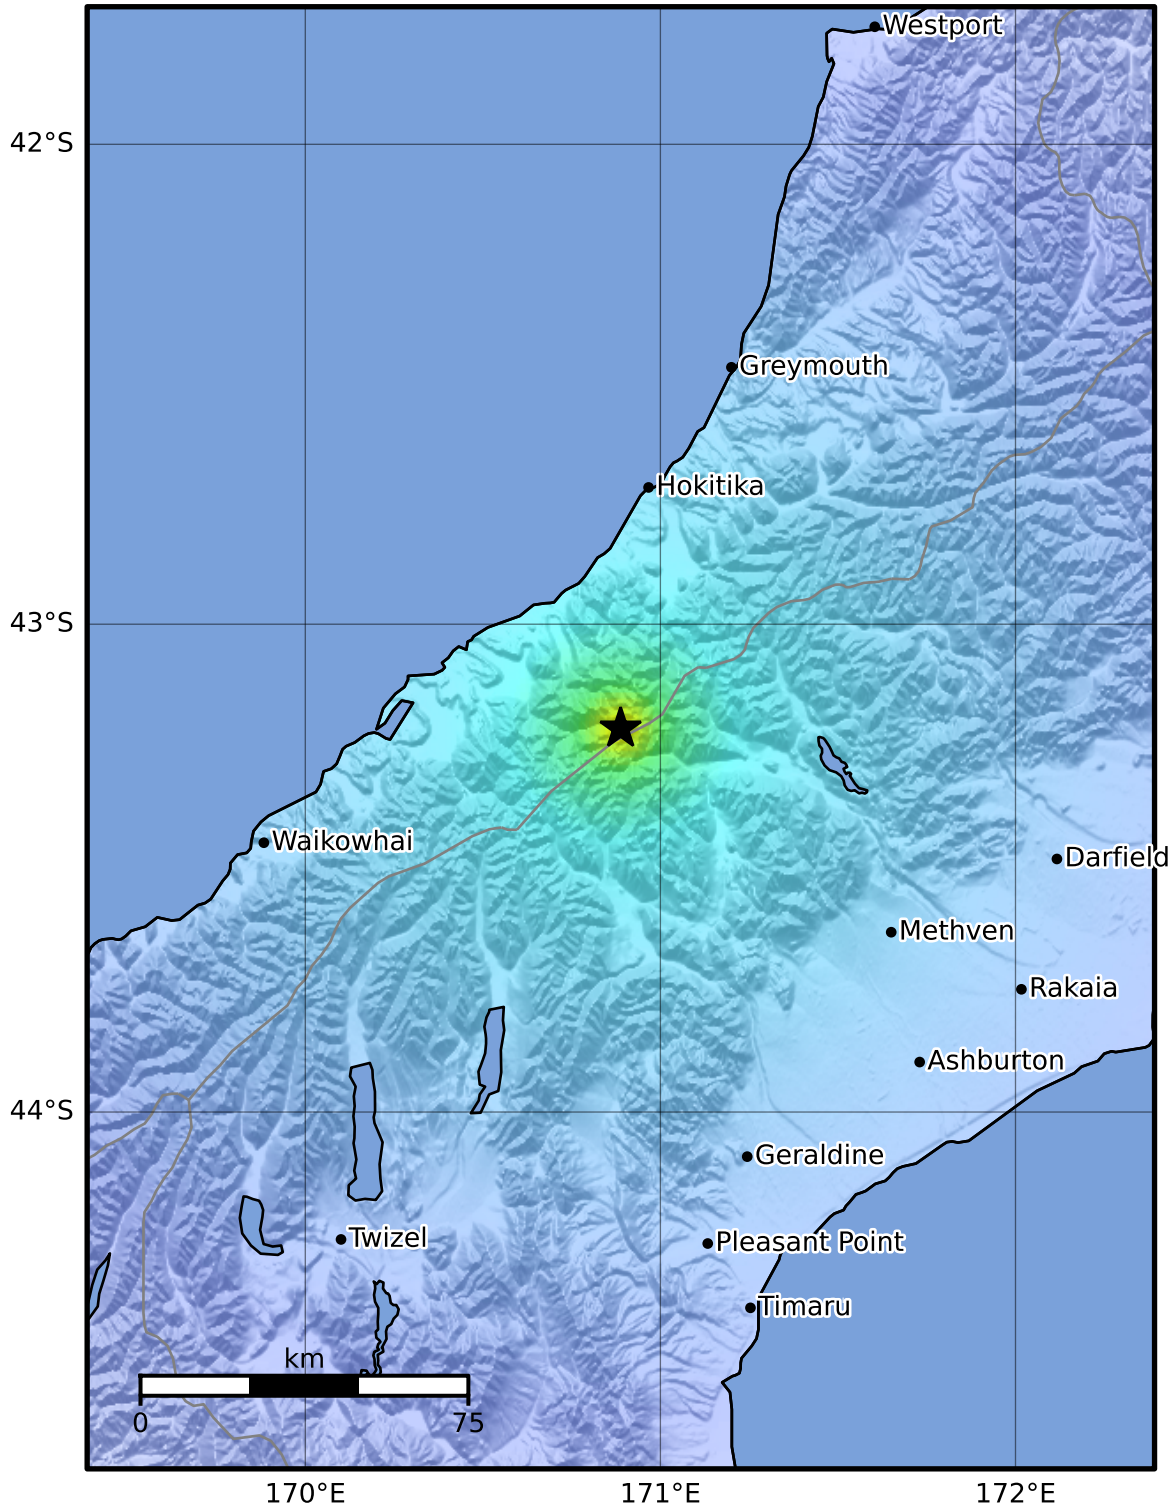 Westport
42°S
Greymouth
Hokitika
43°S
Waikowhai
Darfield
Methven
Rakaia
Ashburton
44°S
Geraldine
Twizel
Pleasant Point
Timaru
km
0 75
170°E 171°E 172°E